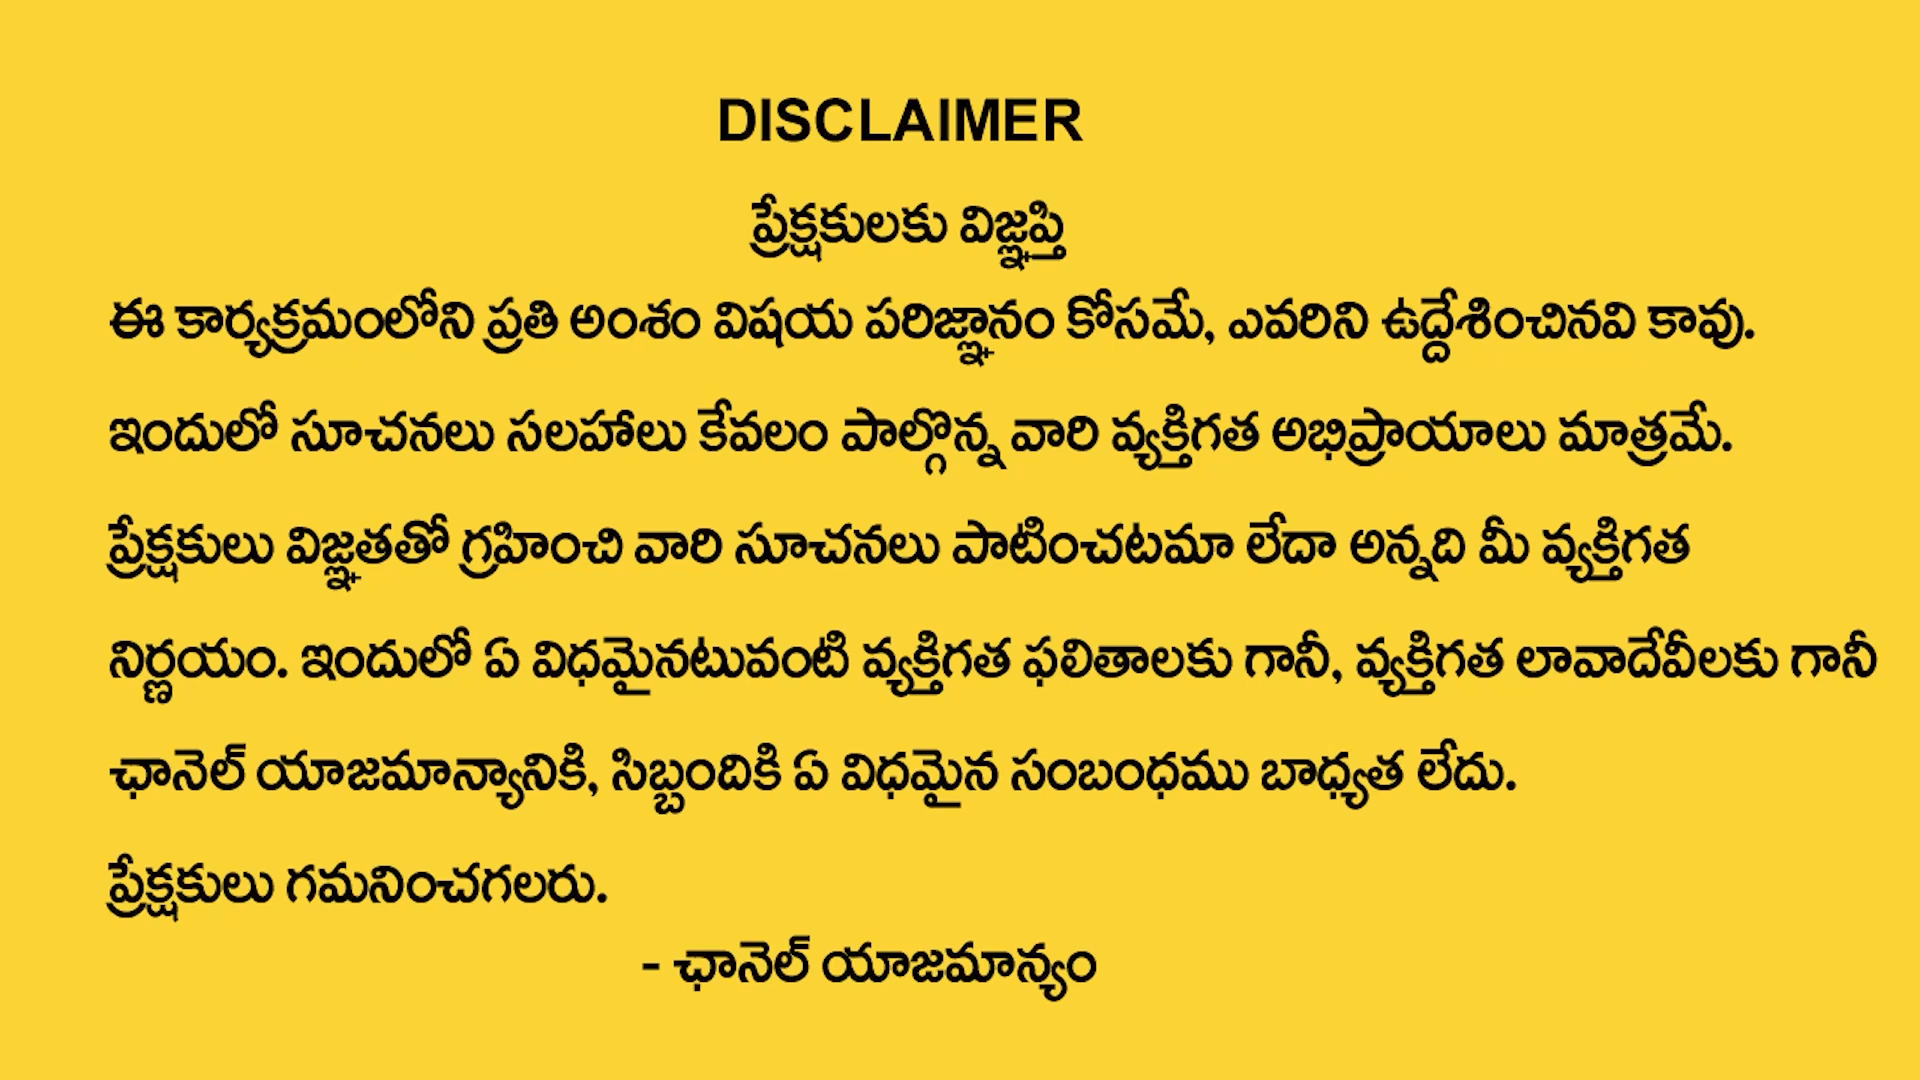 DISCLAIMER
ప్రేక్షకులకు విజ్ఞప్తి
ఈ కార్యక్రమంలోని ప్రతి అంశం విషయ పరిజ్ఞానం కోసమే, ఎవరిని ఉద్దేశించినవి కావు.
ఇందులో సూచనలు సలహాలు కేవలం పాల్గొన్న వారి వ్యక్తిగత అభిప్రాయాలు మాత్రమే.
ప్రేక్షకులు విజ్ఞతతో గ్రహించి వారి సూచనలు పాటించటమా లేదా అన్నది మీ వ్యక్తిగత
నిర్ణయం. ఇందులో ఏ విధమైనటువంటి వ్యక్తిగత ఫలితాలకు గానీ, వ్యక్తిగత లావాదేవీలకు గానీ
ఛానెల్ యాజమాన్యానికి, సిబ్బందికి ఏ విధమైన సంబంధము బాధ్యత లేదు.
ప్రేక్షకులు గమనించగలరు.
- ఛానెల్ యాజమాన్యం